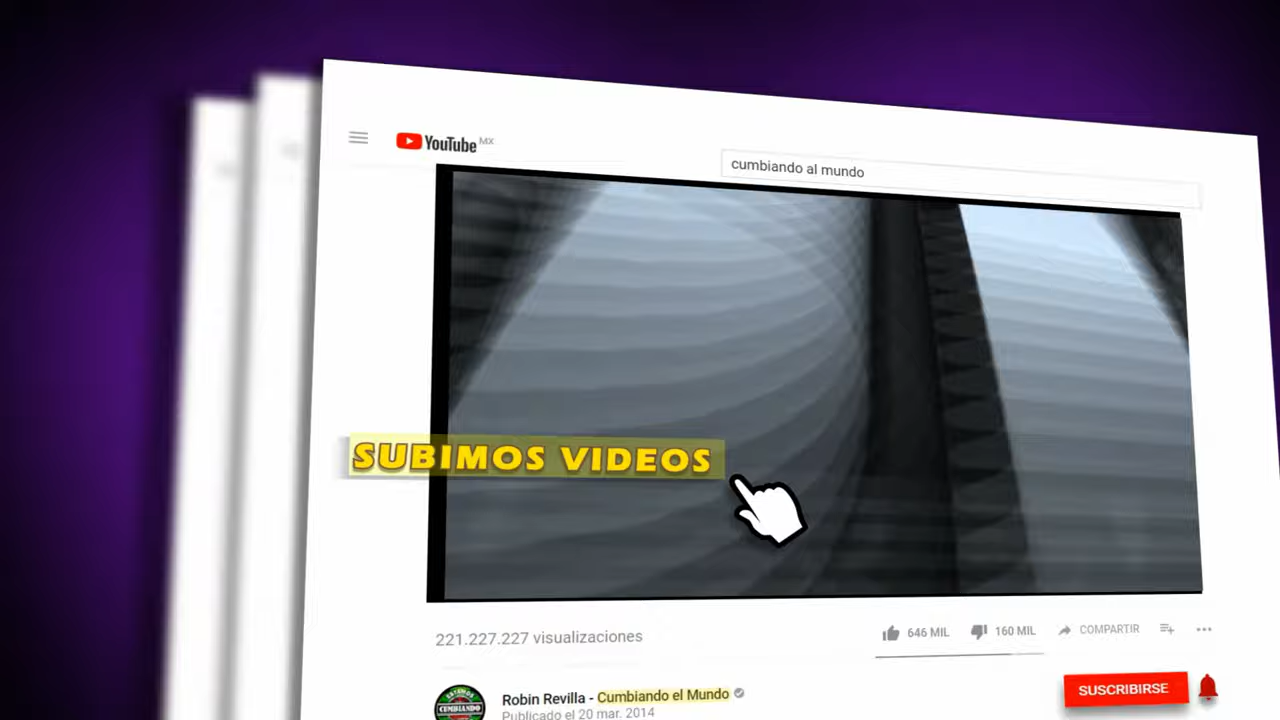 YouTube MX
cumbiando al mundo
SUBIMOS VIDEOS
221.227.227 visualizaciones
646 MIL
160 MIL
COMPARTIR
Robin Revilla - Cumbiando el Mundo
SUSCRIBIRSE
Publicado el 20 mar. 2014
CUMBIANDO